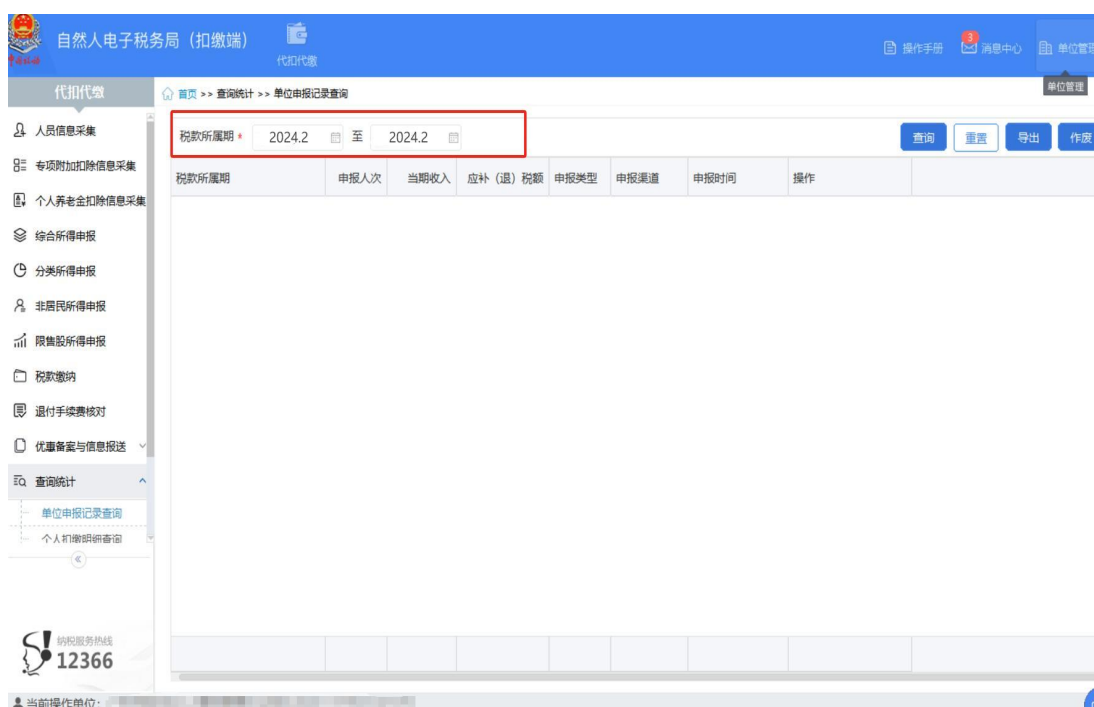 自然人电子税务局（扣缴端）
代扣代缴
操作手册
3
消息中心
单位管理
单位管理
代扣代缴
首页 >> 查询统计 >> 单位申报记录查询
人员信息采集
专项附加扣除信息采集
个人养老金扣除信息采集
综合所得申报
分类所得申报
非居民所得申报
限售股所得申报
税款缴纳
退付手续费核对
优惠备案与信息报送
查询统计
单位申报记录查询
个人扣缴明细查询
税款所属期 * 2024.2 至 2024.2
查询 重置 导出 作废
税款所属期 申报人次 当期收入 应补（退）税额 申报类型 申报渠道 申报时间 操作
纳税服务热线
12366
当前操作单位：